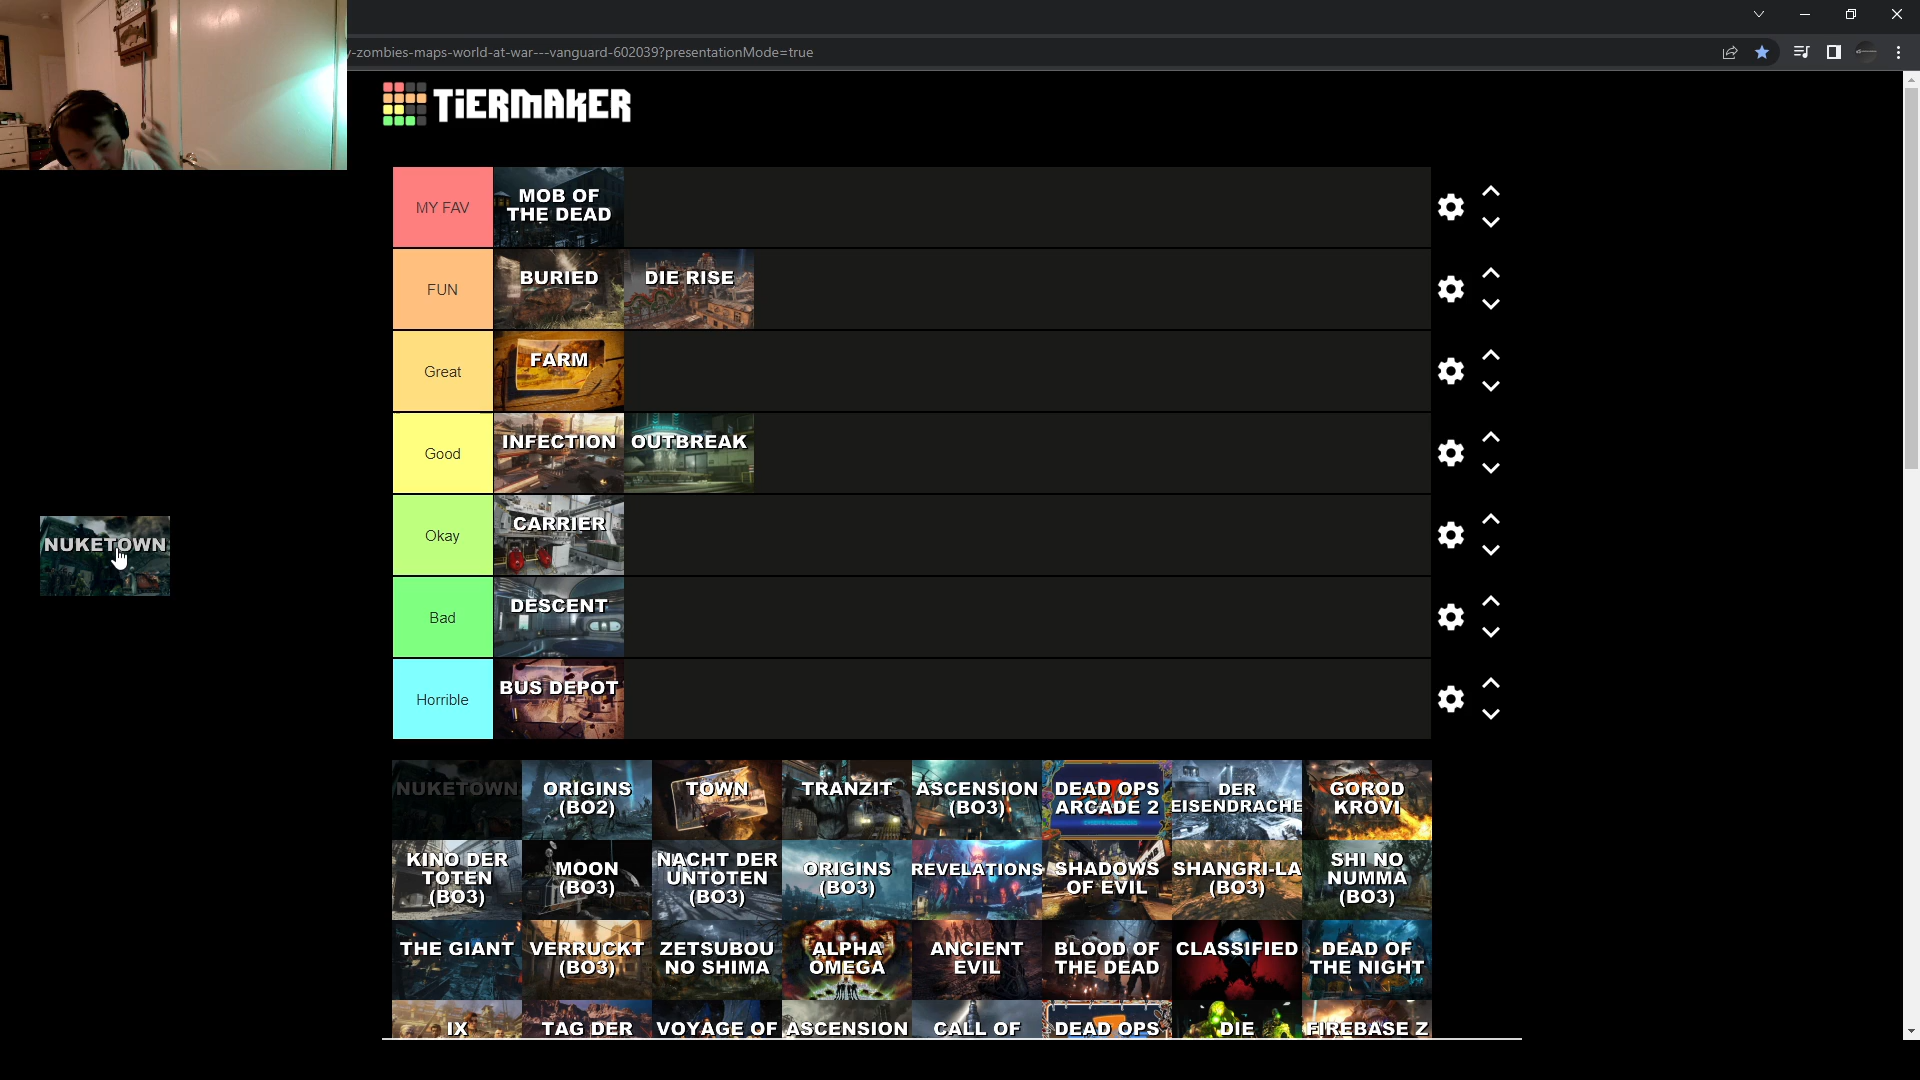 y-zombies-maps-world-at-war---vanguard-602039?presentationMode=true
TiERMAKER
MY FAV
MOB OF
THE DEAD
FUN
BURIED
DIE RISE
Great
FARM
Good
INFECTION
OUTBREAK
Okay
CARRIER
NUKETOWN
Bad
DESCENT
Horrible
BUS DEPOT
NUKETOWN
ORIGINS
(BO2)
TOWN
TRANZIT
ASCENSION
(BO3)
DEAD OPS
ARCADE 2
DER
EISENDRACHE
GOROD
KROVI
KINO DER
TOTEN
(BO3)
MOON
(BO3)
NACHT DER
UNTOTEN
(BO3)
ORIGINS
(BO3)
REVELATIONS
SHADOWS
OF EVIL
SHANGRI-LA
(BO3)
SHI NO
NUMMA
(BO3)
THE GIANT
VERRUCKT
(BO3)
ZETSUBOU
NO SHIMA
ALPHA
OMEGA
ANCIENT
EVIL
BLOOD OF
THE DEAD
CLASSIFIED
DEAD OF
THE NIGHT
IX
TAG DER
VOYAGE OF
ASCENSION
CALL OF
DEAD OPS
DIE
FIREBASE Z